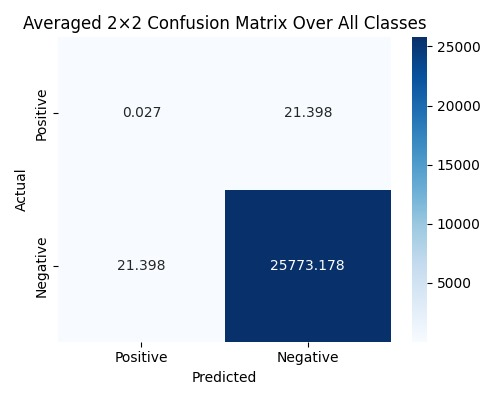 Averaged 2×2 Confusion Matrix Over All Classes
Actual
Positive
Negative
0.027
21.398
21.398
25773.178
Positive
Negative
Predicted
25000
20000
15000
10000
5000